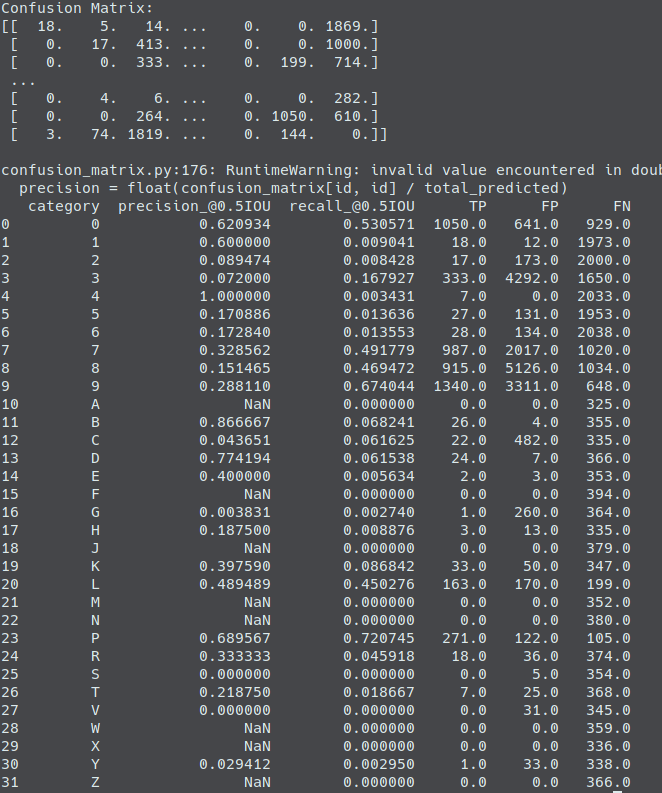 Confusion Matrix:
[[  18.    5.   14. ...    0.    0. 1869.]
 [   0.   17.  413. ...    0.    0. 1000.]
 [   0.    0.  333. ...    0.  199.  714.]
 ...
 [   0.    4.    6. ...    0.    0.  282.]
 [   0.    0.  264. ...    0. 1050.  610.]
 [   3.   74. 1819. ...    0.  144.    0.]]
confusion_matrix.py:176: RuntimeWarning: invalid value encountered in doub
  precision = float(confusion_matrix[id, id] / total_predicted)
   category  precision_@0.5IOU  recall_@0.5IOU      TP      FP      FN
0         0           0.620934        0.530571  1050.0   641.0   929.0
1         1           0.600000        0.009041    18.0    12.0  1973.0
2         2           0.089474        0.008428    17.0   173.0  2000.0
3         3           0.072000        0.167927   333.0  4292.0  1650.0
4         4           1.000000        0.003431     7.0     0.0  2033.0
5         5           0.170886        0.013636    27.0   131.0  1953.0
6         6           0.172840        0.013553    28.0   134.0  2038.0
7         7           0.328562        0.491779   987.0  2017.0  1020.0
8         8           0.151465        0.469472   915.0  5126.0  1034.0
9         9           0.288110        0.674044  1340.0  3311.0   648.0
10        A                NaN        0.000000     0.0     0.0   325.0
11        B           0.866667        0.068241    26.0     4.0   355.0
12        C           0.043651        0.061625    22.0   482.0   335.0
13        D           0.774194        0.061538    24.0     7.0   366.0
14        E           0.400000        0.005634     2.0     3.0   353.0
15        F                NaN        0.000000     0.0     0.0   394.0
16        G           0.003831        0.002740     1.0   260.0   364.0
17        H           0.187500        0.008876     3.0    13.0   335.0
18        J                NaN        0.000000     0.0     0.0   379.0
19        K           0.397590        0.086842    33.0    50.0   347.0
20        L           0.489489        0.450276   163.0   170.0   199.0
21        M                NaN        0.000000     0.0     0.0   352.0
22        N                NaN        0.000000     0.0     0.0   380.0
23        P           0.689567        0.720745   271.0   122.0   105.0
24        R           0.333333        0.045918    18.0    36.0   374.0
25        S           0.000000        0.000000     0.0     5.0   354.0
26        T           0.218750        0.018667     7.0    25.0   368.0
27        V           0.000000        0.000000     0.0    31.0   345.0
28        W                NaN        0.000000     0.0     0.0   359.0
29        X                NaN        0.000000     0.0     0.0   336.0
30        Y           0.029412        0.002950     1.0    33.0   338.0
31        Z                NaN        0.000000     0.0     0.0   366.0